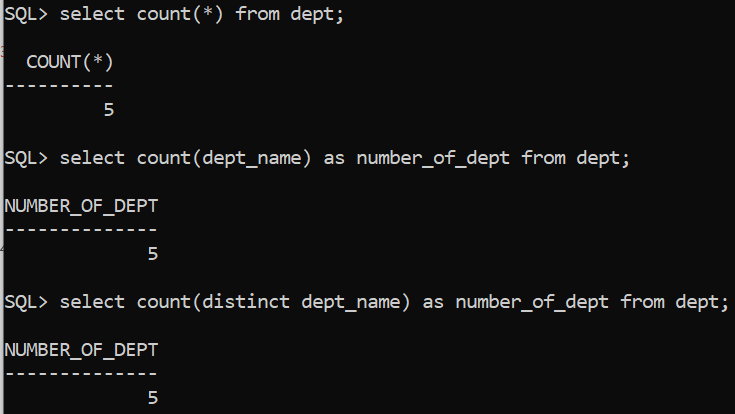 SQL> select count(*) from dept;
COUNT(*)
----------
5
SQL> select count(dept_name) as number_of_dept from dept;
NUMBER_OF_DEPT
--------------
5
SQL> select count(distinct dept_name) as number_of_dept from dept;
NUMBER_OF_DEPT
--------------
5